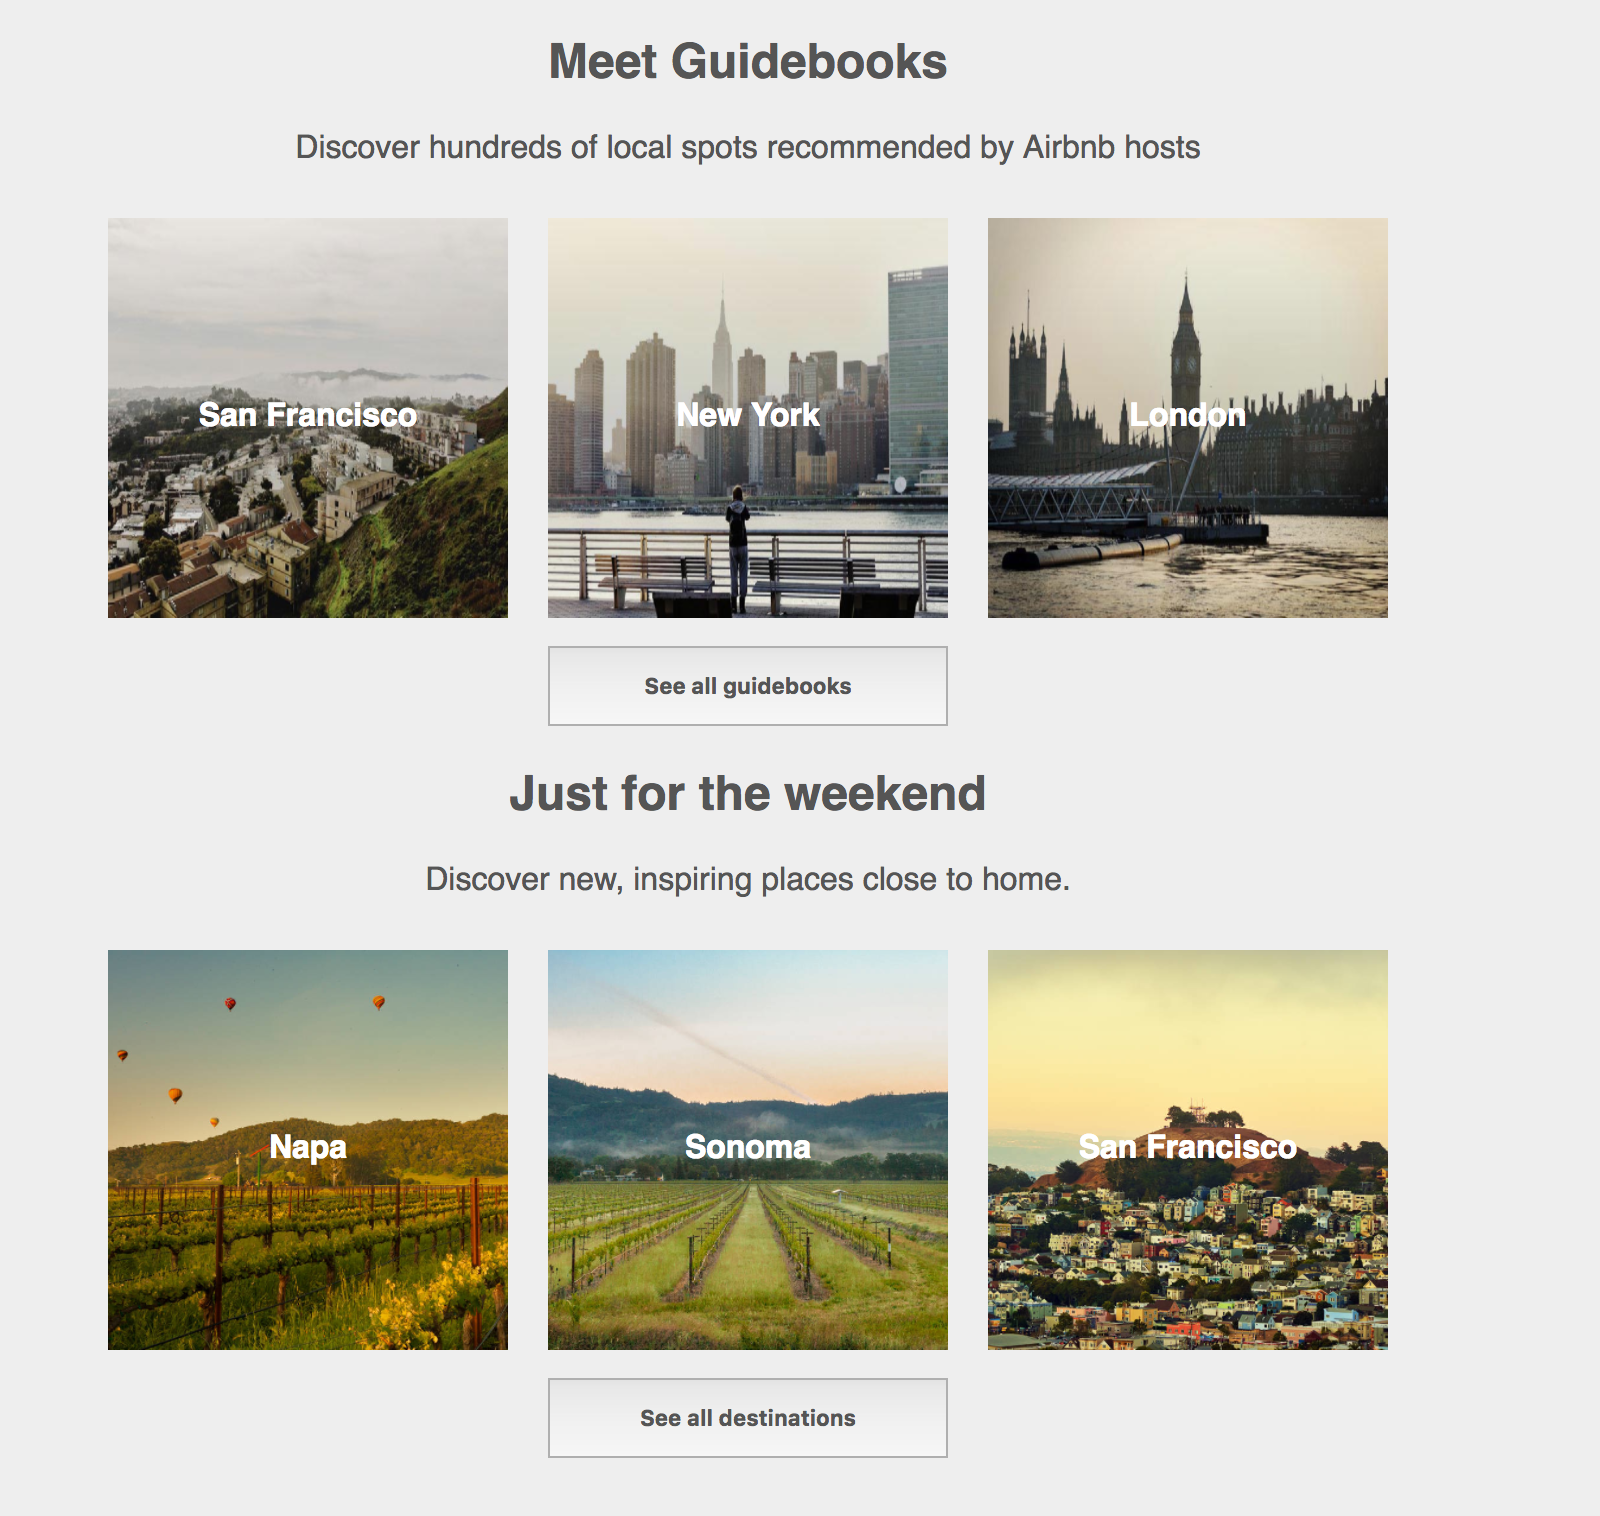 Meet Guidebooks
Discover hundreds of local spots recommended by Airbnb hosts
San Francisco
New York
London
See all guidebooks
Just for the weekend
Discover new, inspiring places close to home.
Napa
Sonoma
San Francisco
See all destinations